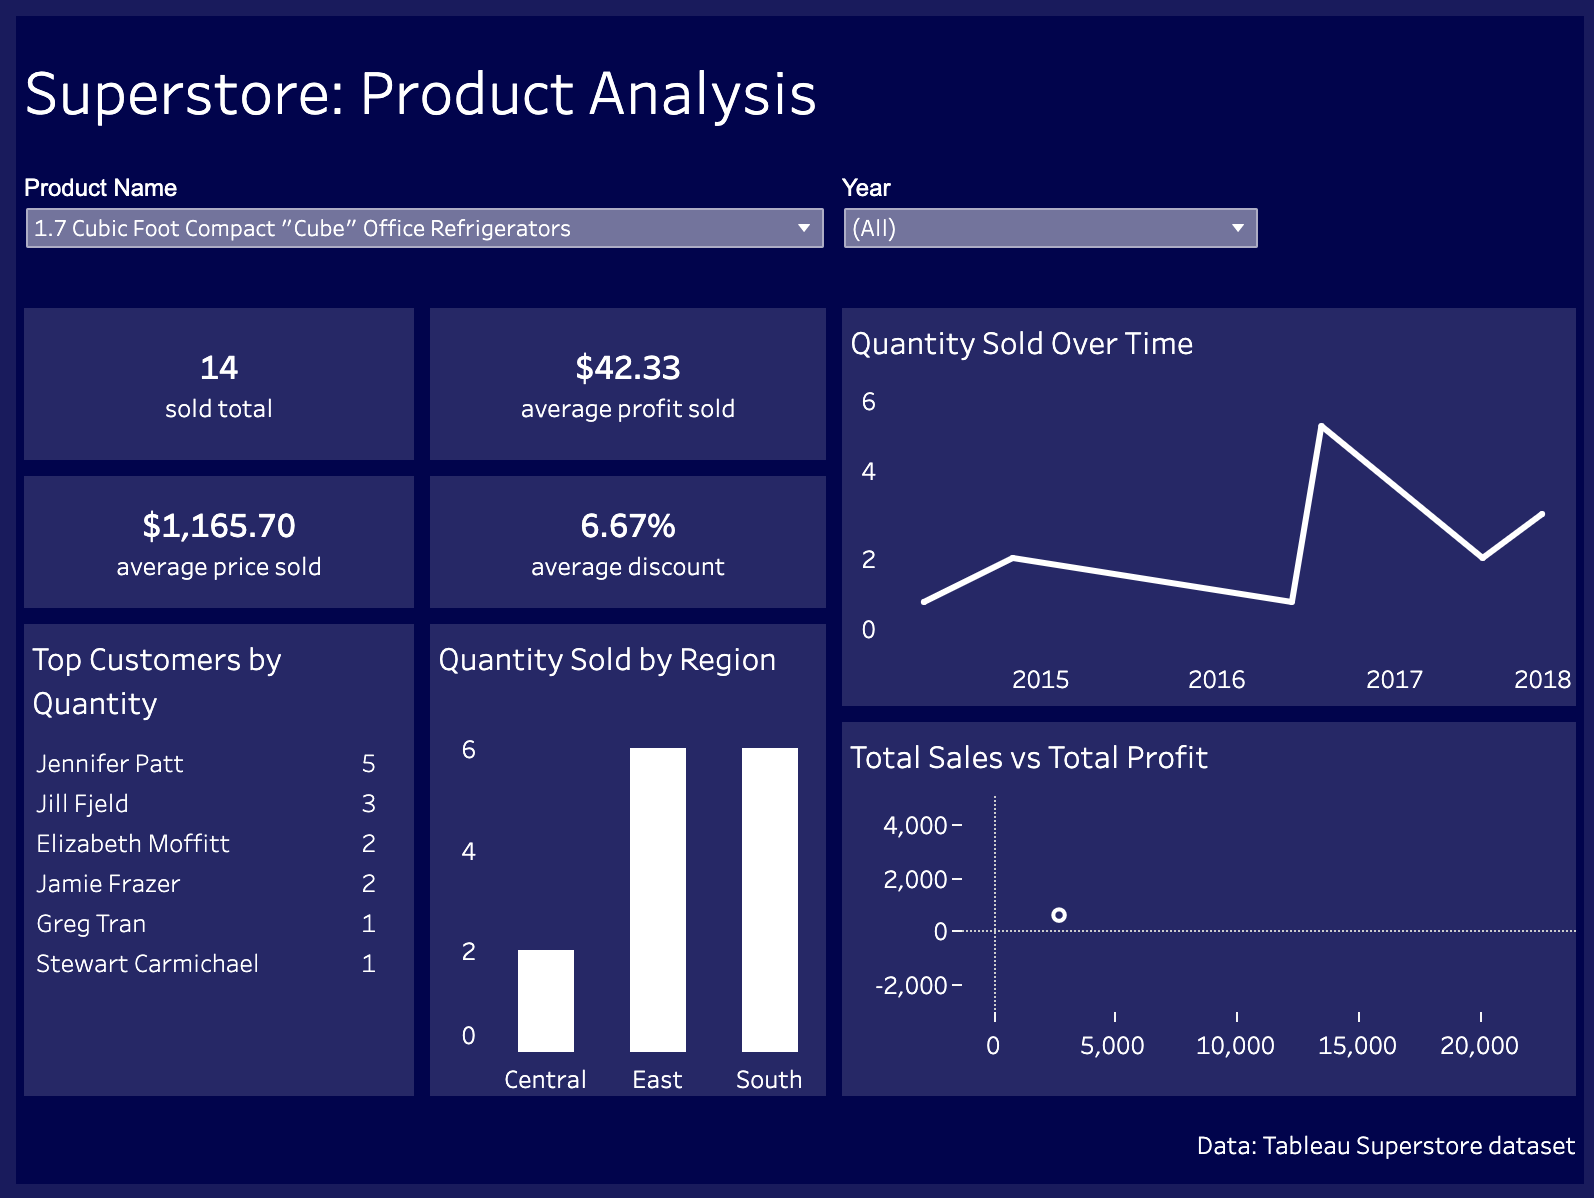 Superstore: Product Analysis
Product Name
Year
1.7 Cubic Foot Compact "Cube" Office Refrigerators
(All)
14
sold total
$42.33
average profit sold
$1,165.70
average price sold
6.67%
average discount
Quantity Sold Over Time
6
4
2
0
2015 2016 2017 2018
Top Customers by
Quantity
Jennifer Patt 5
Jill Fjeld 3
Elizabeth Moffitt 2
Jamie Frazer 2
Greg Tran 1
Stewart Carmichael 1
Quantity Sold by Region
6
4
2
0
Central East South
Total Sales vs Total Profit
4,000
2,000
0
-2,000
0 5,000 10,000 15,000 20,000
Data: Tableau Superstore dataset